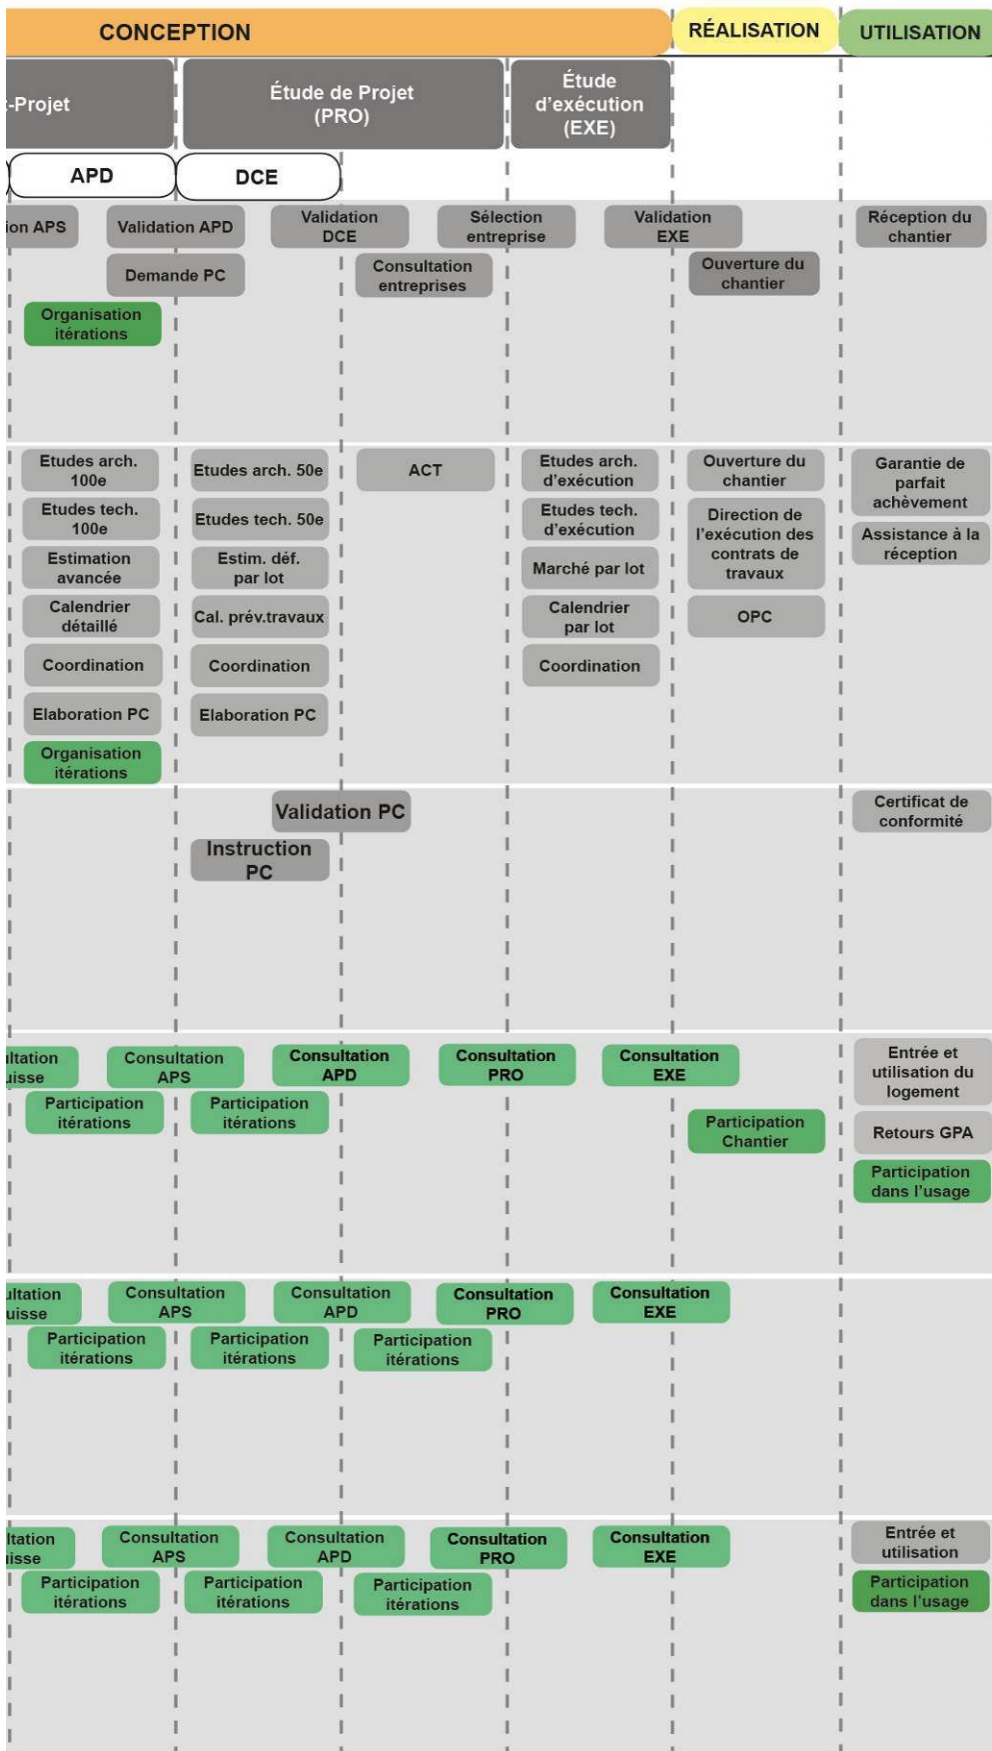 CONCEPTION
RÉALISATION
UTILISATION
-Projet
Étude de Projet
(PRO)
Étude
d'exécution
(EXE)
APD
DCE
ion APS
Validation APD
Validation
DCE
Sélection
entreprise
Validation
EXE
Réception du
chantier
Demande PC
Consultation
entreprises
Ouverture du
chantier
Organisation
itérations
Etudes arch.
100e
Etudes arch. 50e
ACT
Etudes arch.
d'exécution
Ouverture du
chantier
Garantie de
parfait
achèvement
Etudes tech.
100e
Etudes tech. 50e
Etudes tech.
d'exécution
Direction de
l'exécution des
contrats de
travaux
Assistance à la
réception
Estimation
avancée
Estim. déf.
par lot
Marché par lot
Calendrier
détaillé
Cal. prév.travaux
Calendrier
par lot
OPC
Coordination
Coordination
Coordination
Elaboration PC
Elaboration PC
Organisation
itérations
Validation PC
Certificat de
conformité
Instruction
PC
ultation
uisse
Consultation
APS
Consultation
APD
Consultation
PRO
Consultation
EXE
Entrée et
utilisation du
logement
Participation
itérations
Participation
itérations
Participation
Chantier
Retours GPA
Participation
dans l'usage
ultation
uisse
Consultation
APS
Consultation
APD
Consultation
PRO
Consultation
EXE
Participation
itérations
Participation
itérations
Participation
itérations
ltation
isse
Consultation
APS
Consultation
APD
Consultation
PRO
Consultation
EXE
Entrée et
utilisation
Participation
itérations
Participation
itérations
Participation
itérations
Participation
dans l'usage